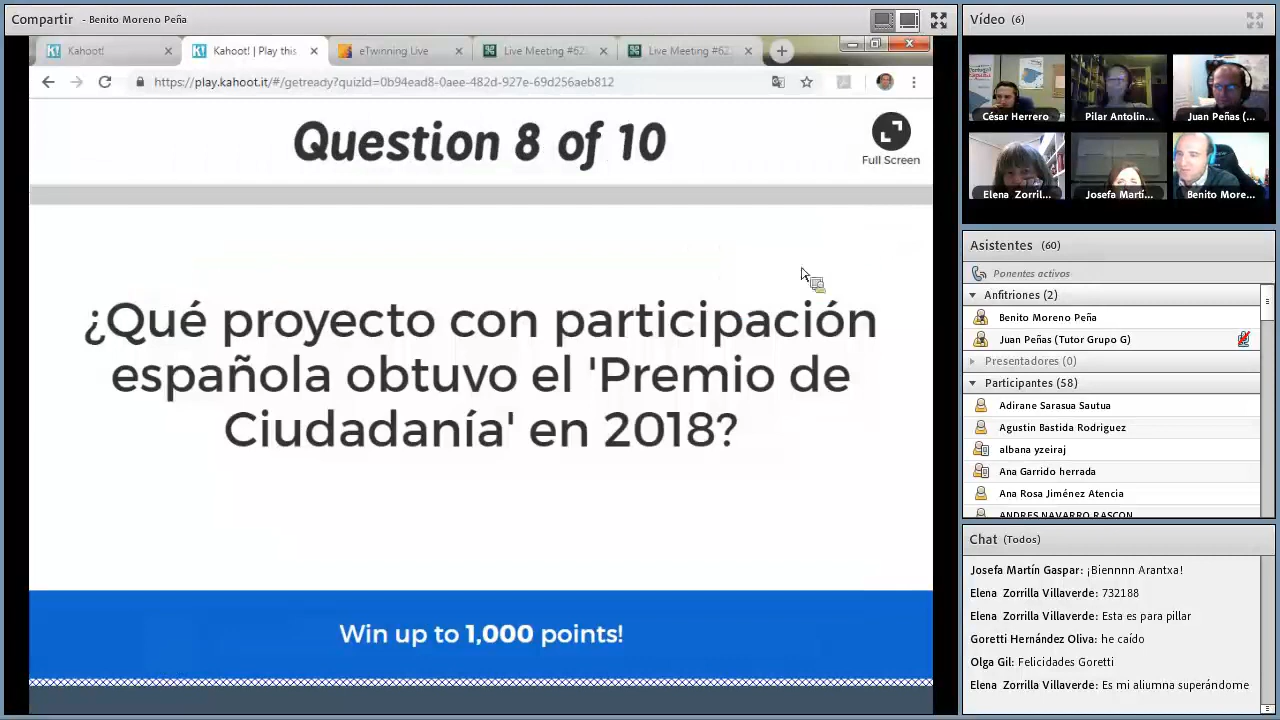 Compartir - Benito Moreno Peña
Kahoot!
Kahoot! | Play this
eTwinning Live
Live Meeting #62
Live Meeting #62
https://play.kahoot.it
etready?quizId=0b94ead8-0aee-482d-927e-69d256aeb812
Question 8 of 10
Full Screen
¿Qué proyecto con participación
española obtuvo el 'Premio de
Ciudadanía' en 2018?
Win up to 1,000 points!
Vídeo (6)
César Herrero
Pilar Antolin...
Juan Peñas (...
Elena Zorril...
Josefa Martí...
Benito More...
Asistentes (60)
Ponentes activos
Anfitriones (2)
Benito Moreno Peña
Juan Peñas (Tutor Grupo G)
Presentadores (0)
Participantes (58)
Adirane Sarasua Sautua
Agustin Bastida Rodriguez
albana yzeiraj
Ana Garrido herrada
Ana Rosa Jiménez Atencia
ANDRES NAVARRO RASCON
Chat (Todos)
Josefa Martín Gaspar: ¡Biennnn Arantxa!
Elena Zorrilla Villaverde: 732188
Elena Zorrilla Villaverde: Esta es para pillar
Goretti Hernández Oliva: he caído
Olga Gil: Felicidades Goretti
Elena Zorrilla Villaverde: Es mi aliumna superándome